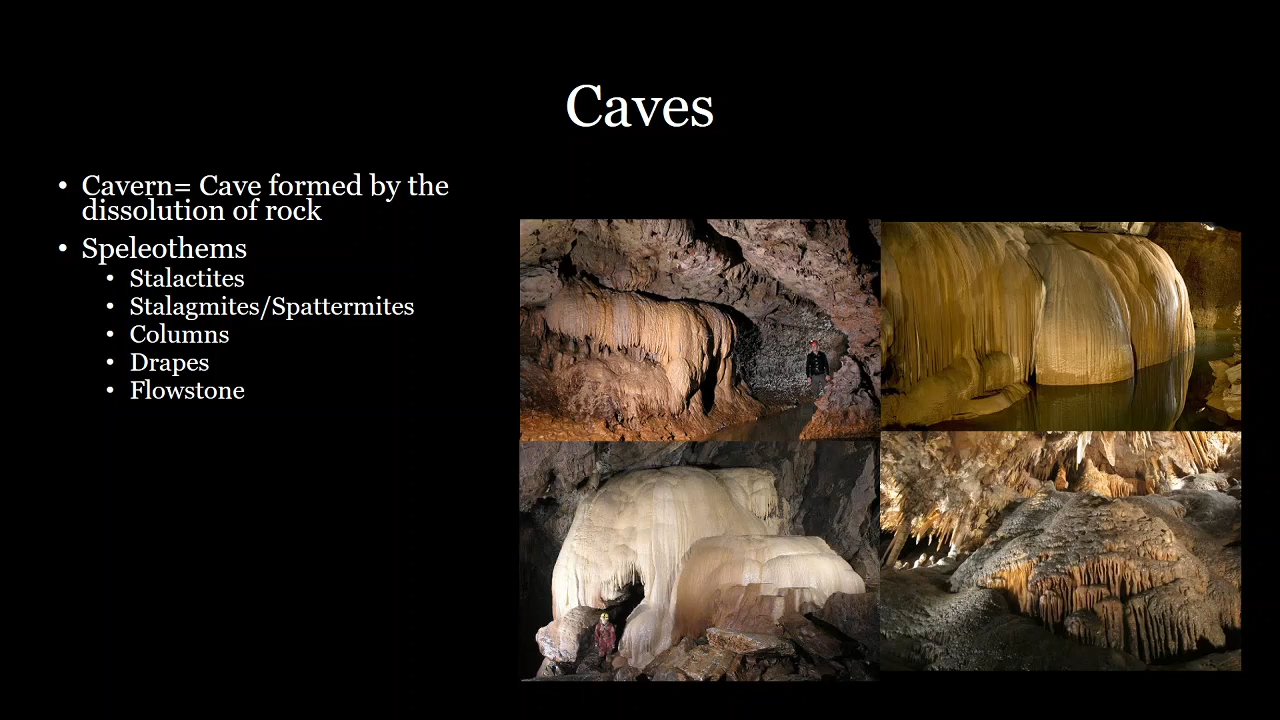 Caves
• Cavern= Cave formed by the
dissolution of rock
• Speleothems
• Stalactites
• Stalagmites/Spattermites
• Columns
• Drapes
• Flowstone